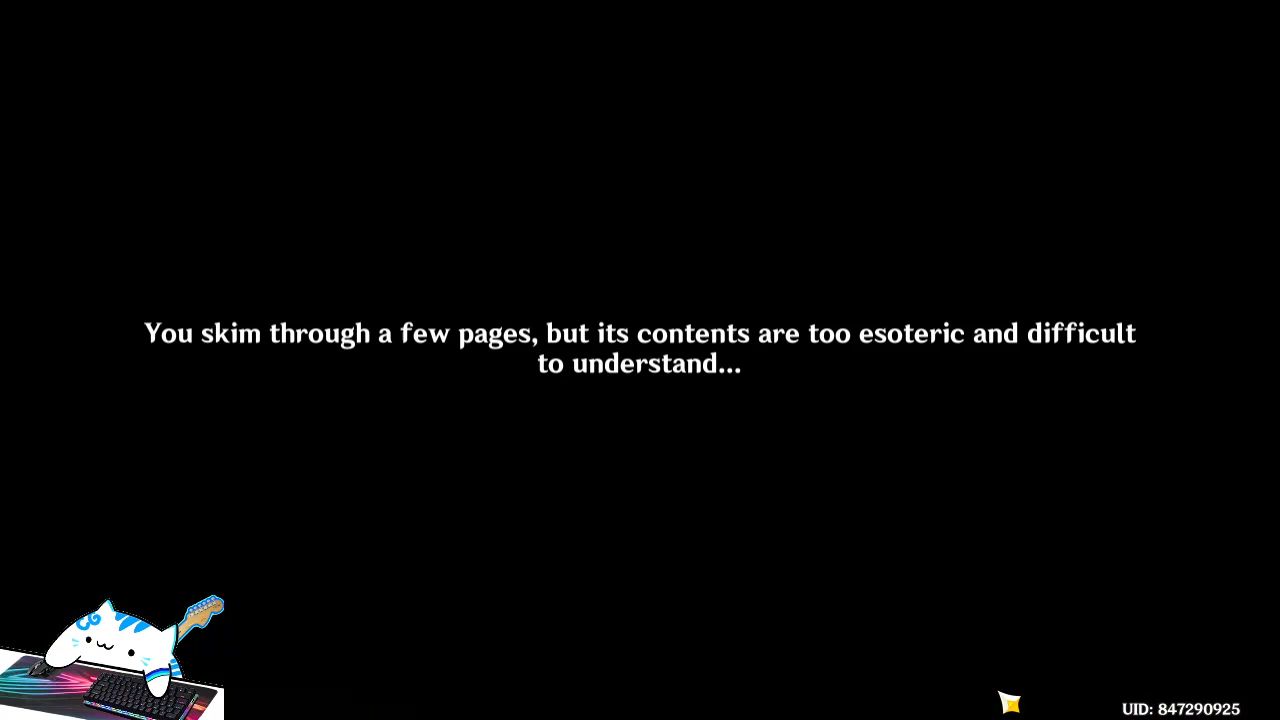 You skim through a few pages, but its contents are too esoteric and difficult
to understand...
UID: 847290925